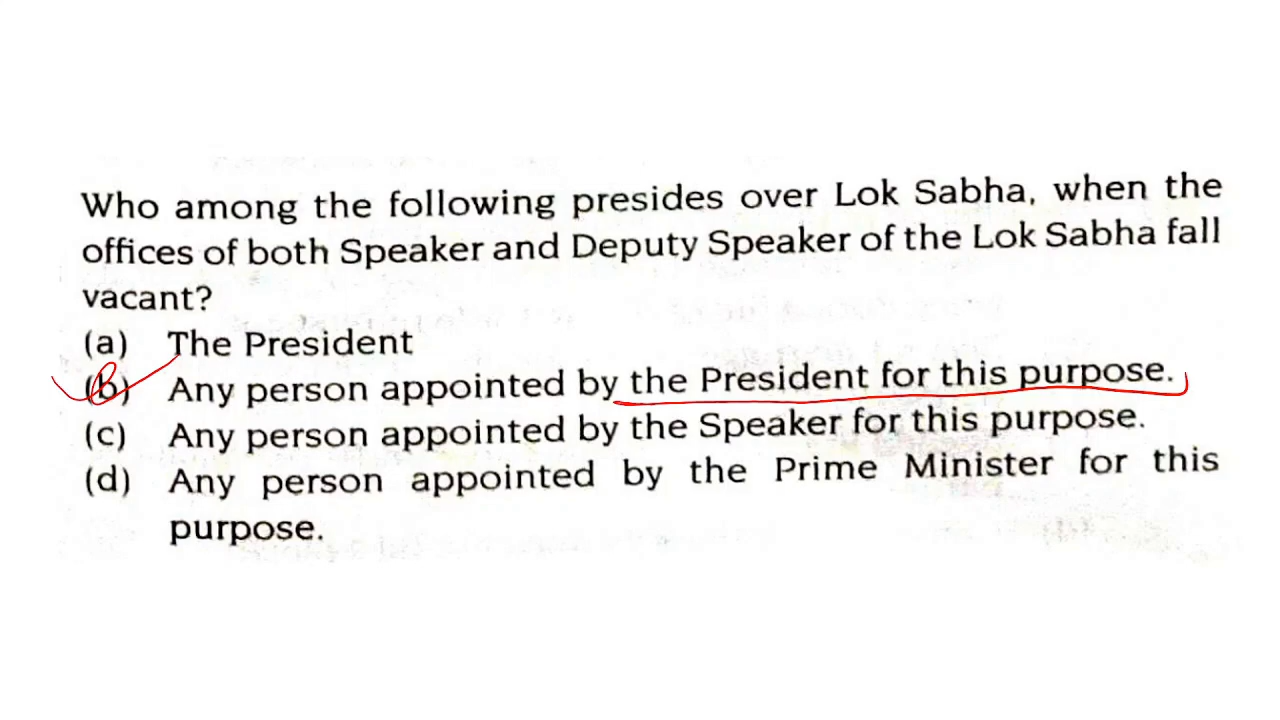 Who among the following presides over Lok Sabha, when the
offices of both Speaker and Deputy Speaker of the Lok Sabha fall
vacant?
(a) The President
(b) Any person appointed by the President for this purpose.
(c) Any person appointed by the Speaker for this purpose.
(d) Any person appointed by the Prime Minister for this
purpose.